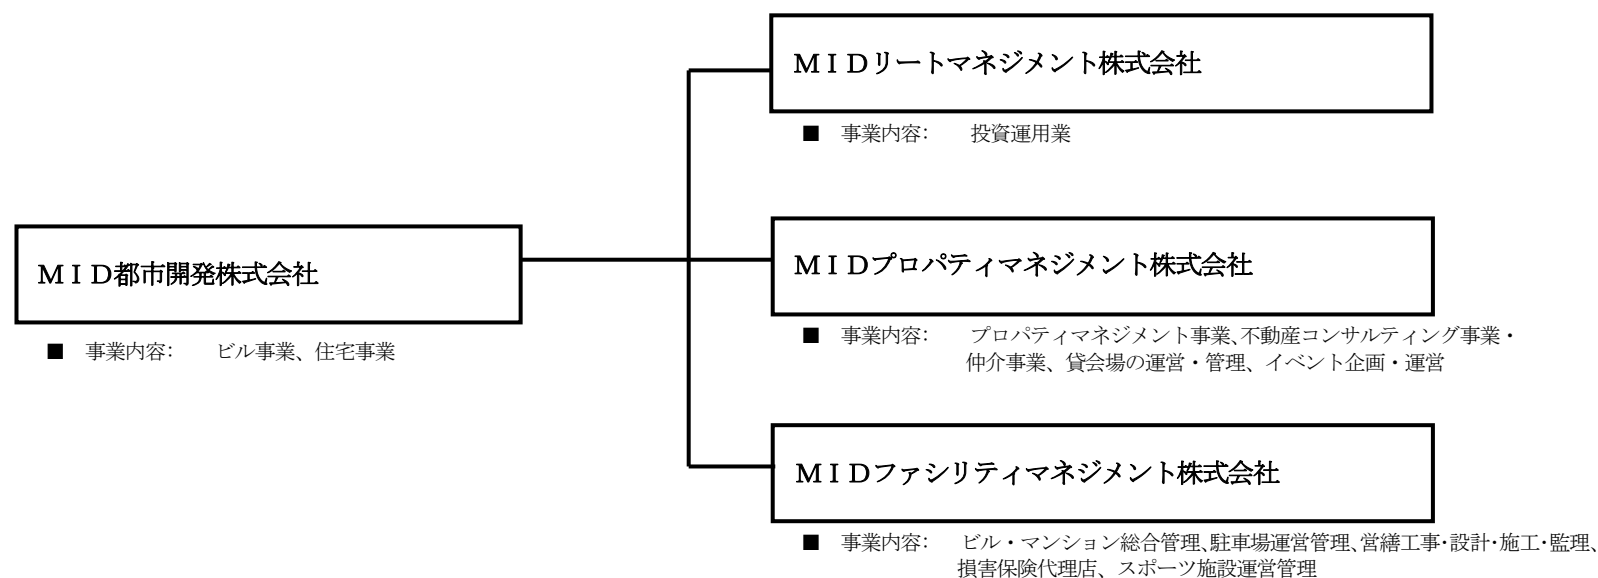 ＭＩＤリートマネジメント株式会社
■ 事業内容： 投資運用業
ＭＩＤ都市開発株式会社
■ 事業内容： ビル事業、住宅事業
ＭＩＤプロパティマネジメント株式会社
■ 事業内容： プロパティマネジメント事業、不動産コンサルティング事業・
仲介事業、貸会場の運営・管理、イベント企画・運営
ＭＩＤファシリティマネジメント株式会社
■ 事業内容： ビル・マンション総合管理、駐車場運営管理、営繕工事・設計・施工・監理、
損害保険代理店、スポーツ施設運営管理